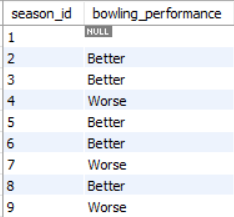 season_id bowling_performance
1 NULL
2 Better
3 Better
4 Worse
5 Better
6 Better
7 Worse
8 Better
9 Worse